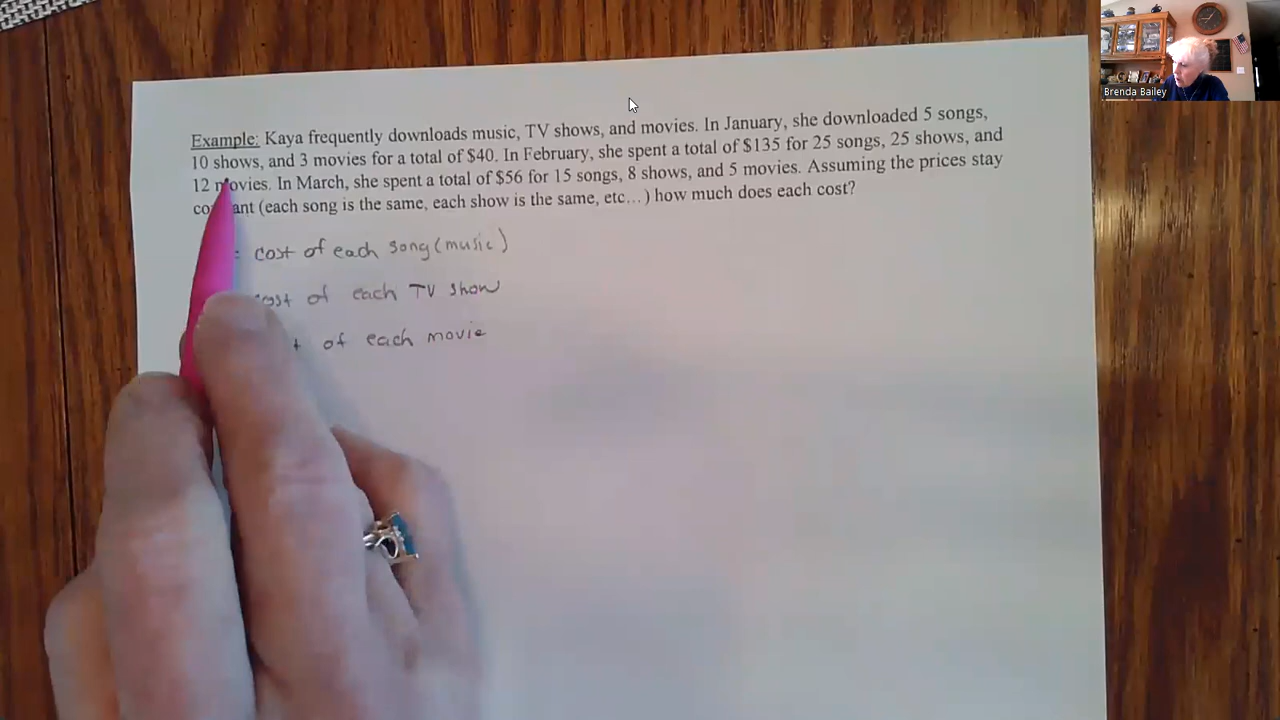 Example: Kaya frequently downloads music, TV shows, and movies. In January, she downloaded 5 songs,
10 shows, and 3 movies for a total of $40. In February, she spent a total of $135 for 25 songs, 25 shows, and
12 movies. In March, she spent a total of $56 for 15 songs, 8 shows, and 5 movies. Assuming the prices stay
(each song is the same, each show is the same, etc…) how much does each cost?
= cost of each song (music)
cost of each TV show
of each movie
Brenda Bailey